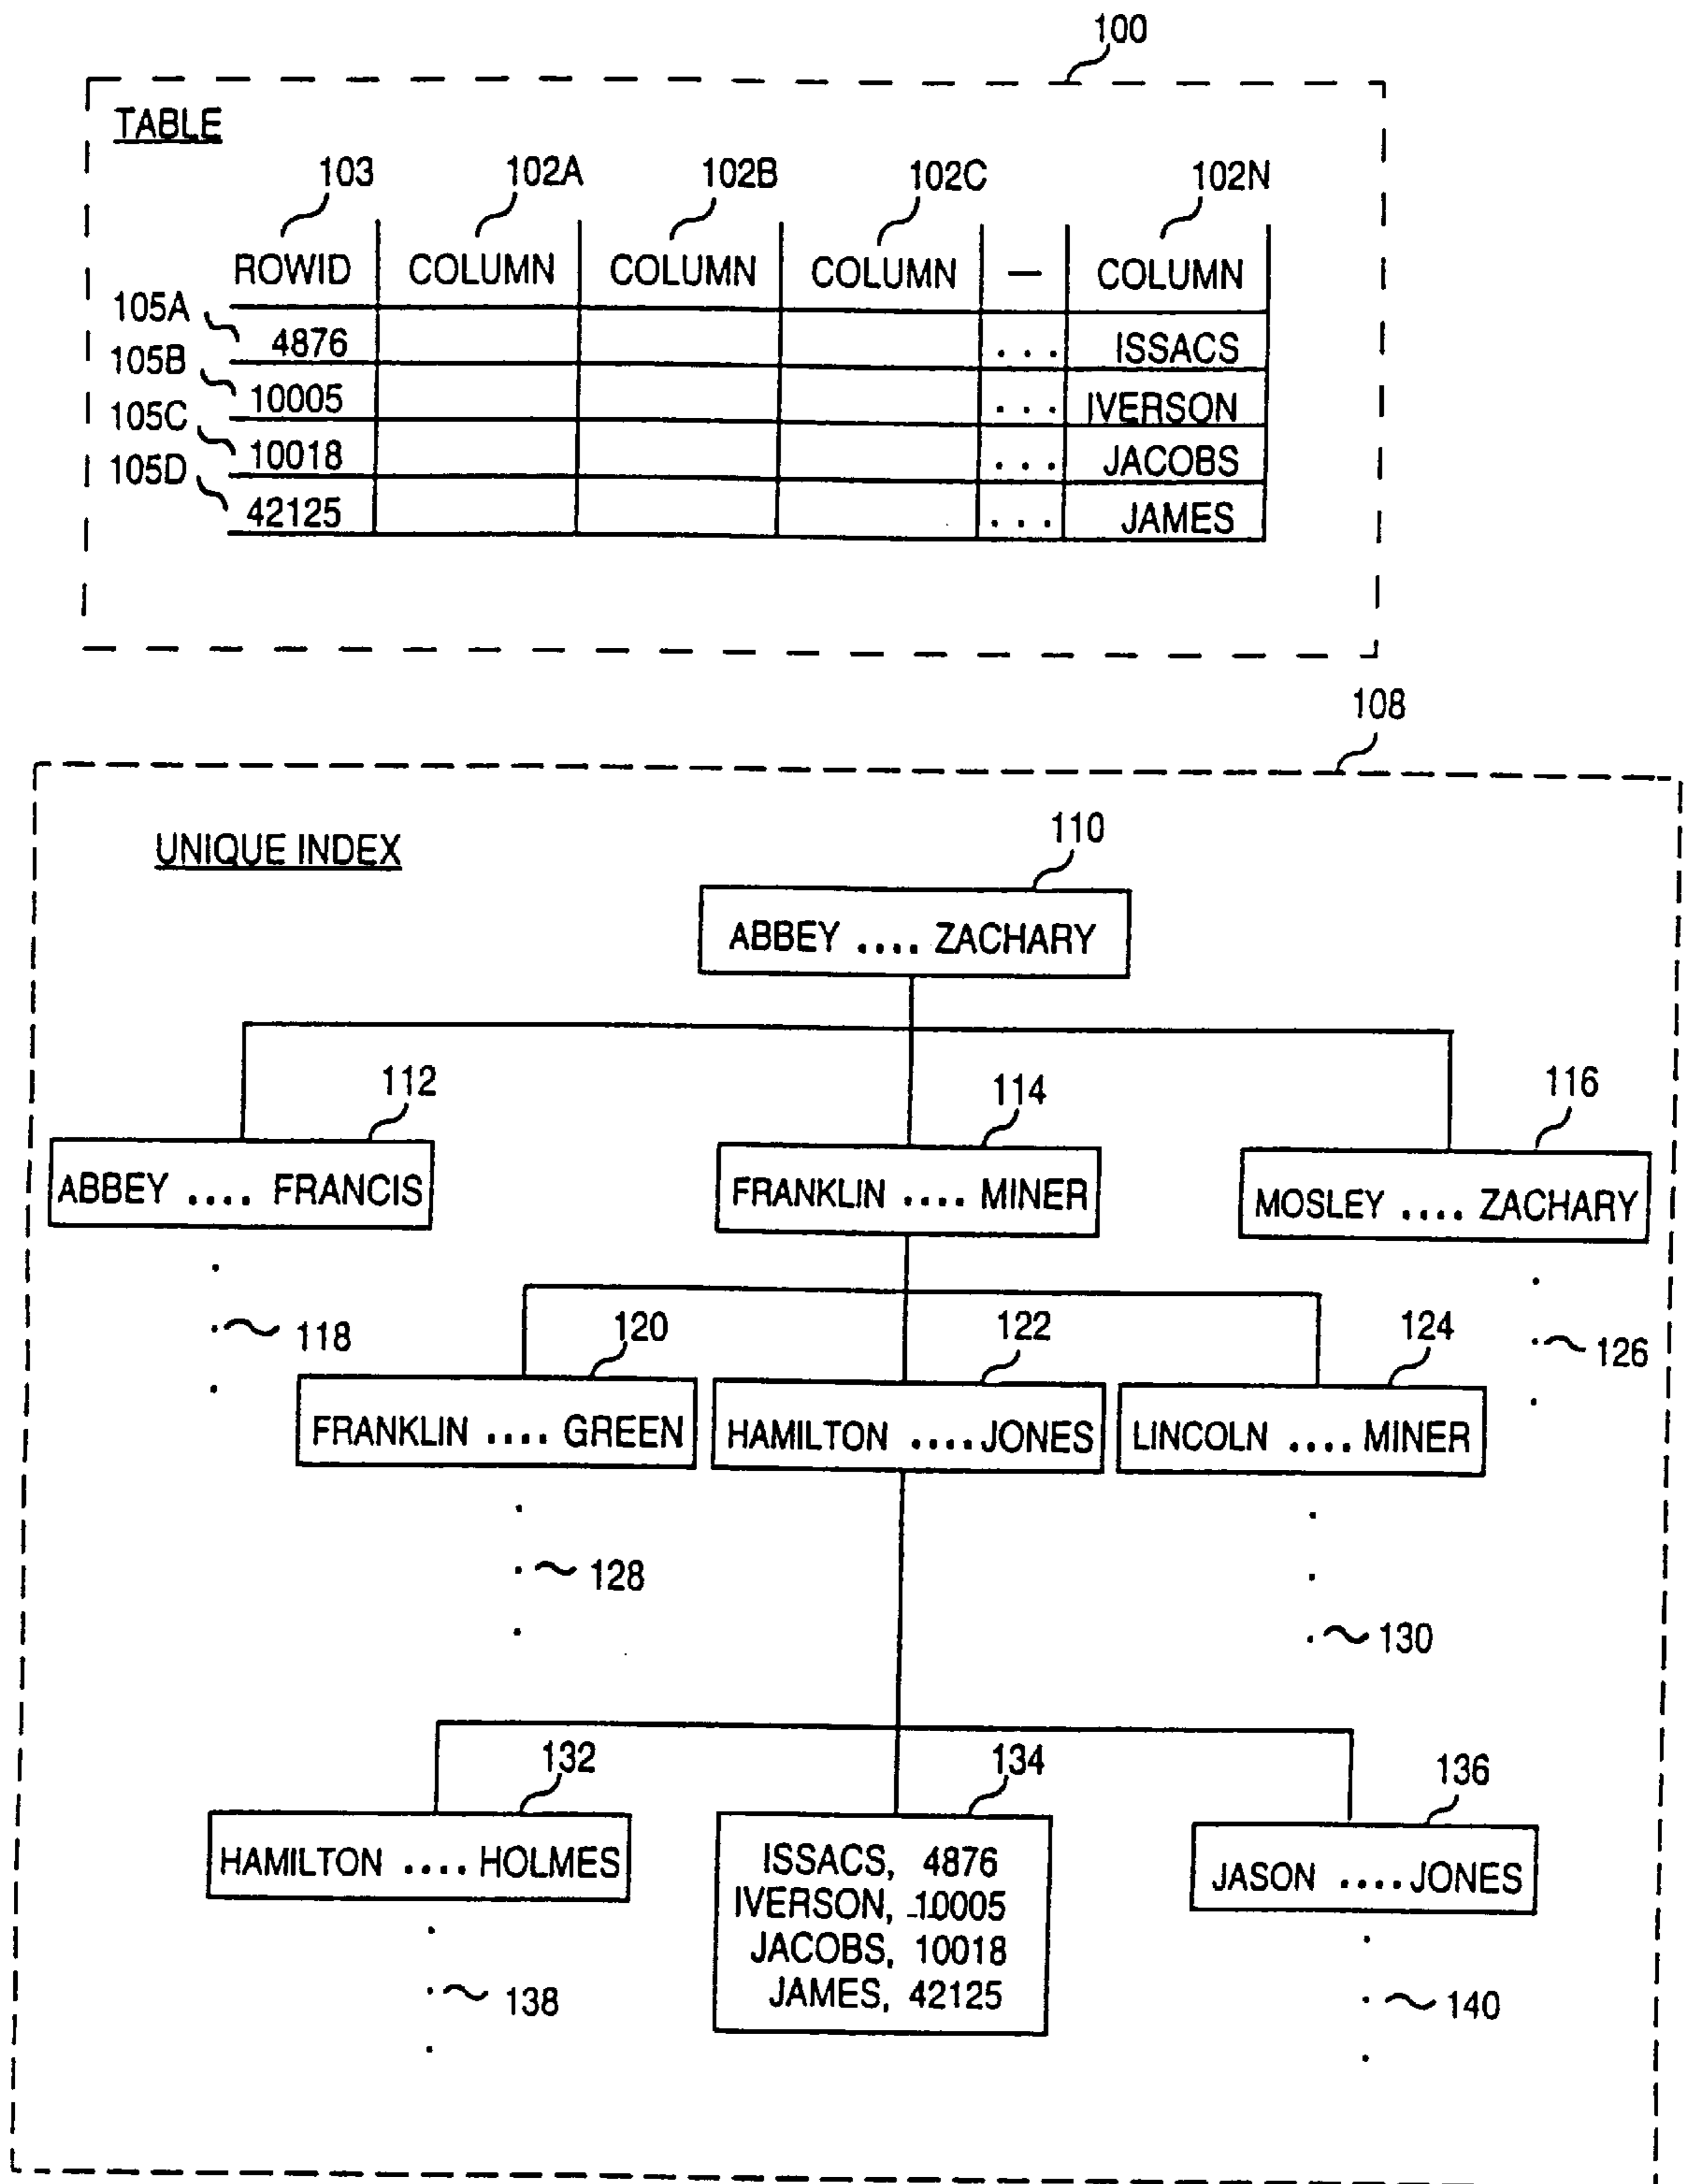 100
TABLE
103 102A 102B 102C 102N
ROWID COLUMN COLUMN COLUMN — COLUMN
105A 4876 . . . ISSACS
105B 10005 . . . IVERSON
105C 10018 . . . JACOBS
105D 42125 . . . JAMES
108
UNIQUE INDEX
110
ABBEY .... ZACHARY
112 114 116
ABBEY .... FRANCIS FRANKLIN .... MINER MOSLEY .... ZACHARY
118 120 122 124 126
FRANKLIN .... GREEN HAMILTON ....JONES LINCOLN .... MINER
128
130
132 134 136
HAMILTON ....HOLMES
ISSACS, 4876
IVERSON, 10005
JACOBS, 10018
JAMES, 42125
JASON ....JONES
138 140